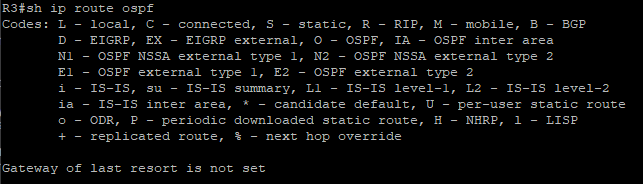 R3#sh ip route ospf
Codes: L - local, C - connected, S - static, R - RIP, M - mobile, B - BGP
D - EIGRP, EX - EIGRP external, O - OSPF, IA - OSPF inter area
N1 - OSPF NSSA external type 1, N2 - OSPF NSSA external type 2
E1 - OSPF external type 1, E2 - OSPF external type 2
i - IS-IS, su - IS-IS summary, L1 - IS-IS level-1, L2 - IS-IS level-2
ia - IS-IS inter area, * - candidate default, U - per-user static route
o - ODR, P - periodic downloaded static route, H - NHRP, l - LISP
+ - replicated route, % - next hop override
Gateway of last resort is not set